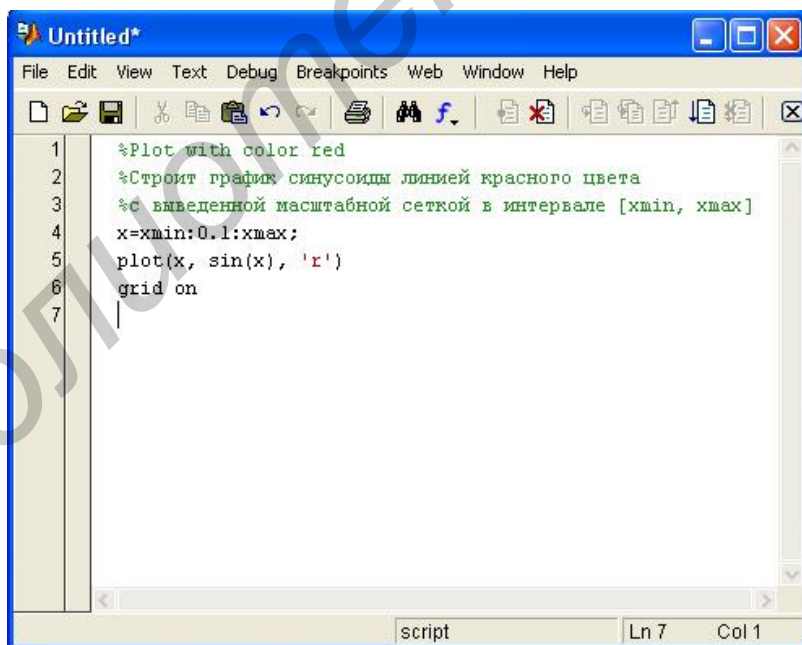 Untitled*
File Edit View Text Debug Breakpoints Web Window Help
1 %Plot with color red
2 %Строит график синусоиды линией красного цвета
3 %с выведенной масштабной сеткой в интервале [xmin, xmax]
4 x=xmin:0.1:xmax;
5 plot(x, sin(x), 'r')
6 grid on
7
script Ln 7 Col 1